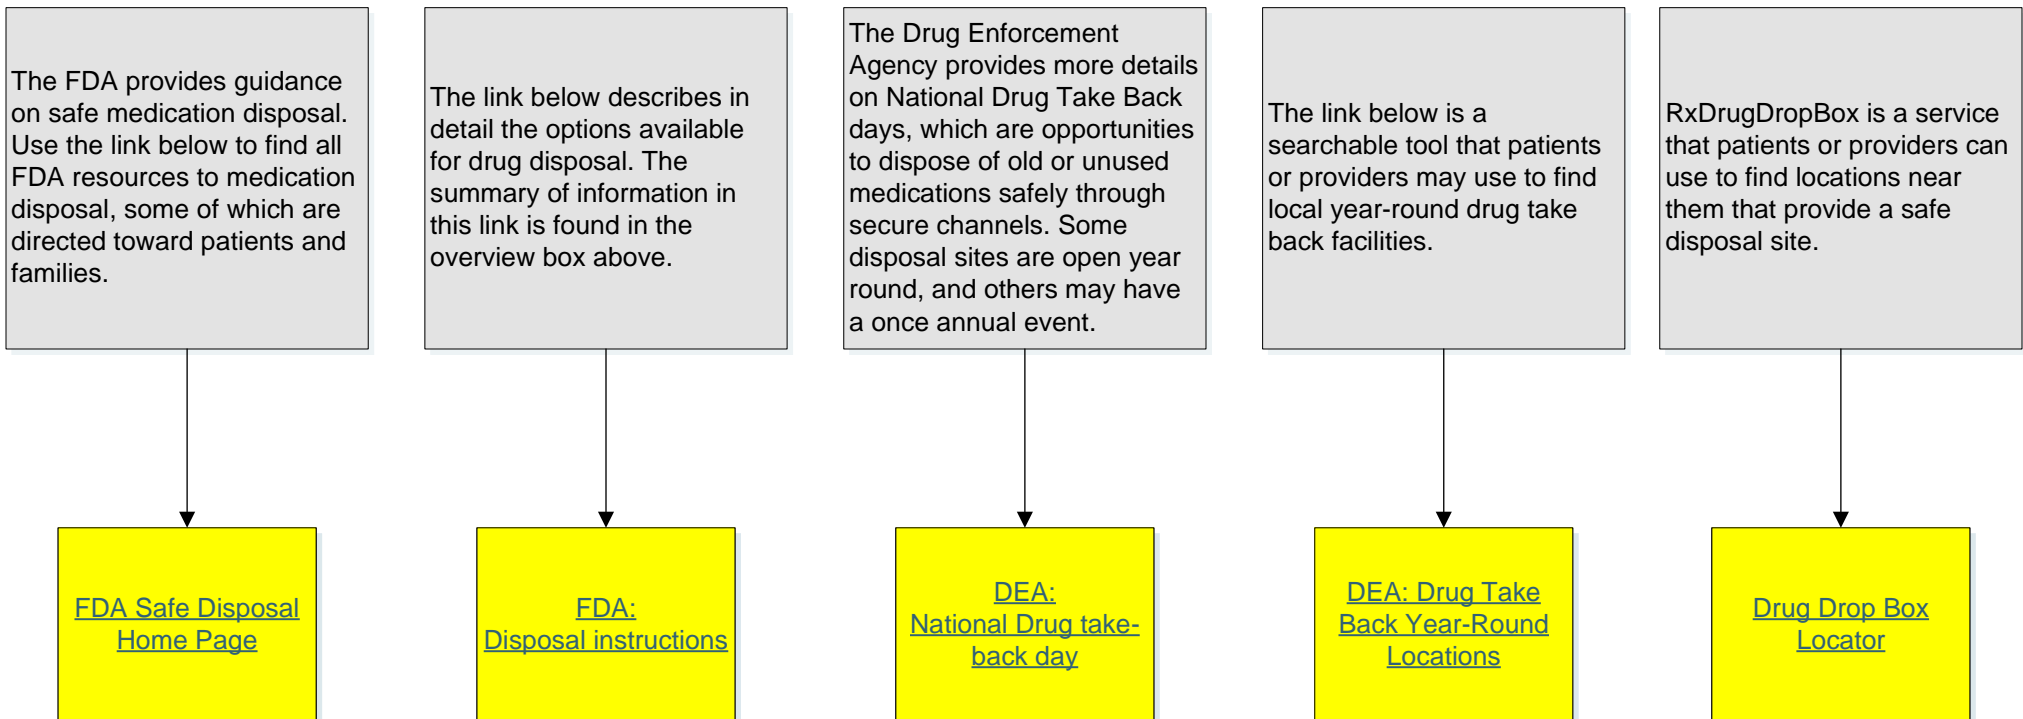 The FDA provides guidance
on safe medication disposal.
Use the link below to find all
FDA resources to medication
disposal, some of which are
directed toward patients and
families.
The link below describes in
detail the options available
for drug disposal. The
summary of information in
this link is found in the
overview box above.
The Drug Enforcement
Agency provides more details
on National Drug Take Back
days, which are opportunities
to dispose of old or unused
medications safely through
secure channels. Some
disposal sites are open year
round, and others may have
a once annual event.
The link below is a
searchable tool that patients
or providers may use to find
local year-round drug take
back facilities.
RxDrugDropBox is a service
that patients or providers can
use to find locations near
them that provide a safe
disposal site.
FDA Safe Disposal
Home Page
FDA:
Disposal instructions
DEA:
National Drug take-
back day
DEA: Drug Take
Back Year-Round
Locations
Drug Drop Box
Locator